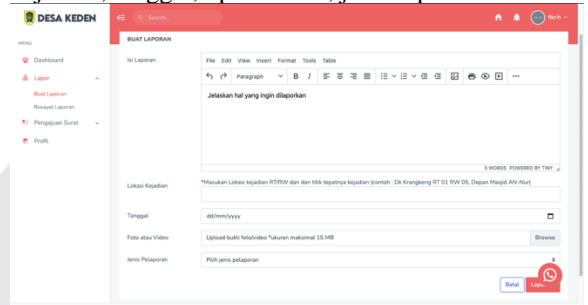 DESA KEDEN
Search...
Ninih
MENU
Dashboard
Lapor
Buat Laporan
Riwayat Laporan
Pengajuan Surat
Profil
BUAT LAPORAN
Isi Laporan
File Edit View Insert Format Tools Table
Paragraph B I
Jelaskan hal yang ingin dilaporkan
5 WORDS POWERED BY TINY
Lokasi Kejadian
*Masukan Lokasi kejadian RT/RW dan dan titik tepatnya kejadian (contoh : Dk Krangkeng RT 01 RW 05, Depan Masjid AN-Nur)
Tanggal
dd/mm/yyyy
Foto atau Video
Upload bukti foto/video *ukuran maksimal 15 MB
Browse
Jenis Pelaporan
Pilih jenis pelaporan
Batal